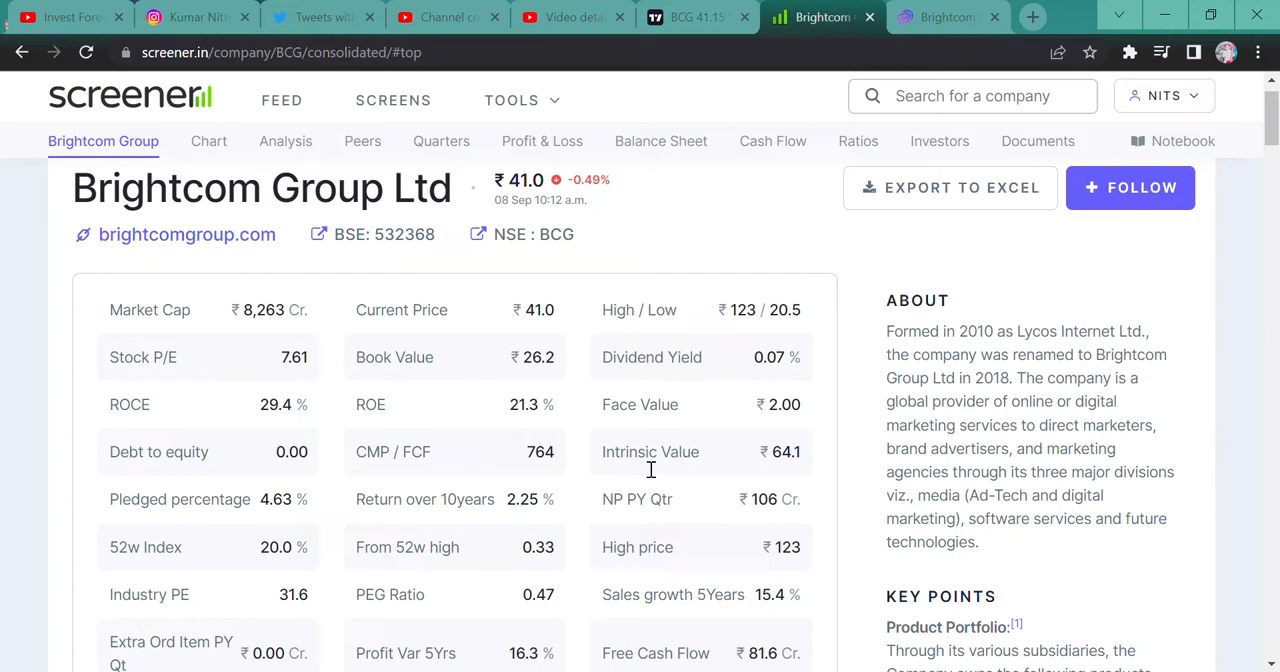 Invest Fores
Kumar Nitt
Tweets wit
Channel co
Video deta
BCG 41.15
Brightcom
Brightcom
screener.in/company/BCG/consolidated/#top
screener
FEED
SCREENS
TOOLS
Search for a company
NITS
Brightcom Group
Chart
Analysis
Peers
Quarters
Profit & Loss
Balance Sheet
Cash Flow
Ratios
Investors
Documents
Notebook
Brightcom Group Ltd
₹ 41.0 -0.49%
08 Sep 10:12 a.m.
EXPORT TO EXCEL
+ FOLLOW
brightcomgroup.com
BSE: 532368
NSE : BCG
Market Cap ₹ 8,263 Cr.
Current Price ₹ 41.0
High / Low ₹ 123 / 20.5
Stock P/E 7.61
Book Value ₹ 26.2
Dividend Yield 0.07 %
ROCE 29.4 %
ROE 21.3 %
Face Value ₹ 2.00
Debt to equity 0.00
CMP / FCF 764
Intrinsic Value ₹ 64.1
Pledged percentage 4.63 %
Return over 10years 2.25 %
NP PY Qtr ₹ 106 Cr.
52w Index 20.0 %
From 52w high 0.33
High price ₹ 123
Industry PE 31.6
PEG Ratio 0.47
Sales growth 5Years 15.4 %
Extra Ord Item PY
Qt
₹ 0.00 Cr.
Profit Var 5Yrs 16.3 %
Free Cash Flow ₹ 81.6 Cr.
ABOUT
Formed in 2010 as Lycos Internet Ltd.,
the company was renamed to Brightcom
Group Ltd in 2018. The company is a
global provider of online or digital
marketing services to direct marketers,
brand advertisers, and marketing
agencies through its three major divisions
viz., media (Ad-Tech and digital
marketing), software services and future
technologies.
KEY POINTS
Product Portfolio:[1]
Through its various subsidiaries, the